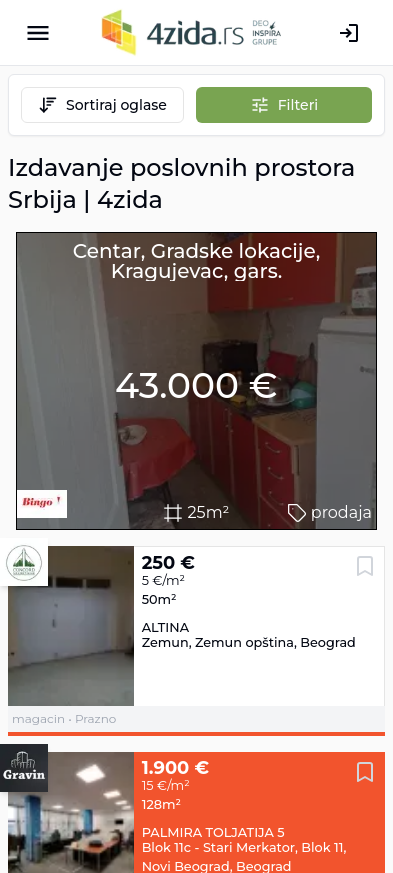 4zida.rs
DEO
INSPIRA
GRUPE
Sortiraj oglase
Filteri
Izdavanje poslovnih prostora
Srbija | 4zida
Centar, Gradske lokacije,
Kragujevac, gars.
43.000 €
Bingo
25m²
prodaja
CONCORD
250 €
5 €/m²
50m²
ALTINA
Zemun, Zemun opština, Beograd
magacin • Prazno
Gravin
1.900 €
15 €/m²
128m²
PALMIRA TOLJATIJA 5
Blok 11c - Stari Merkator, Blok 11,
Novi Beograd, Beograd